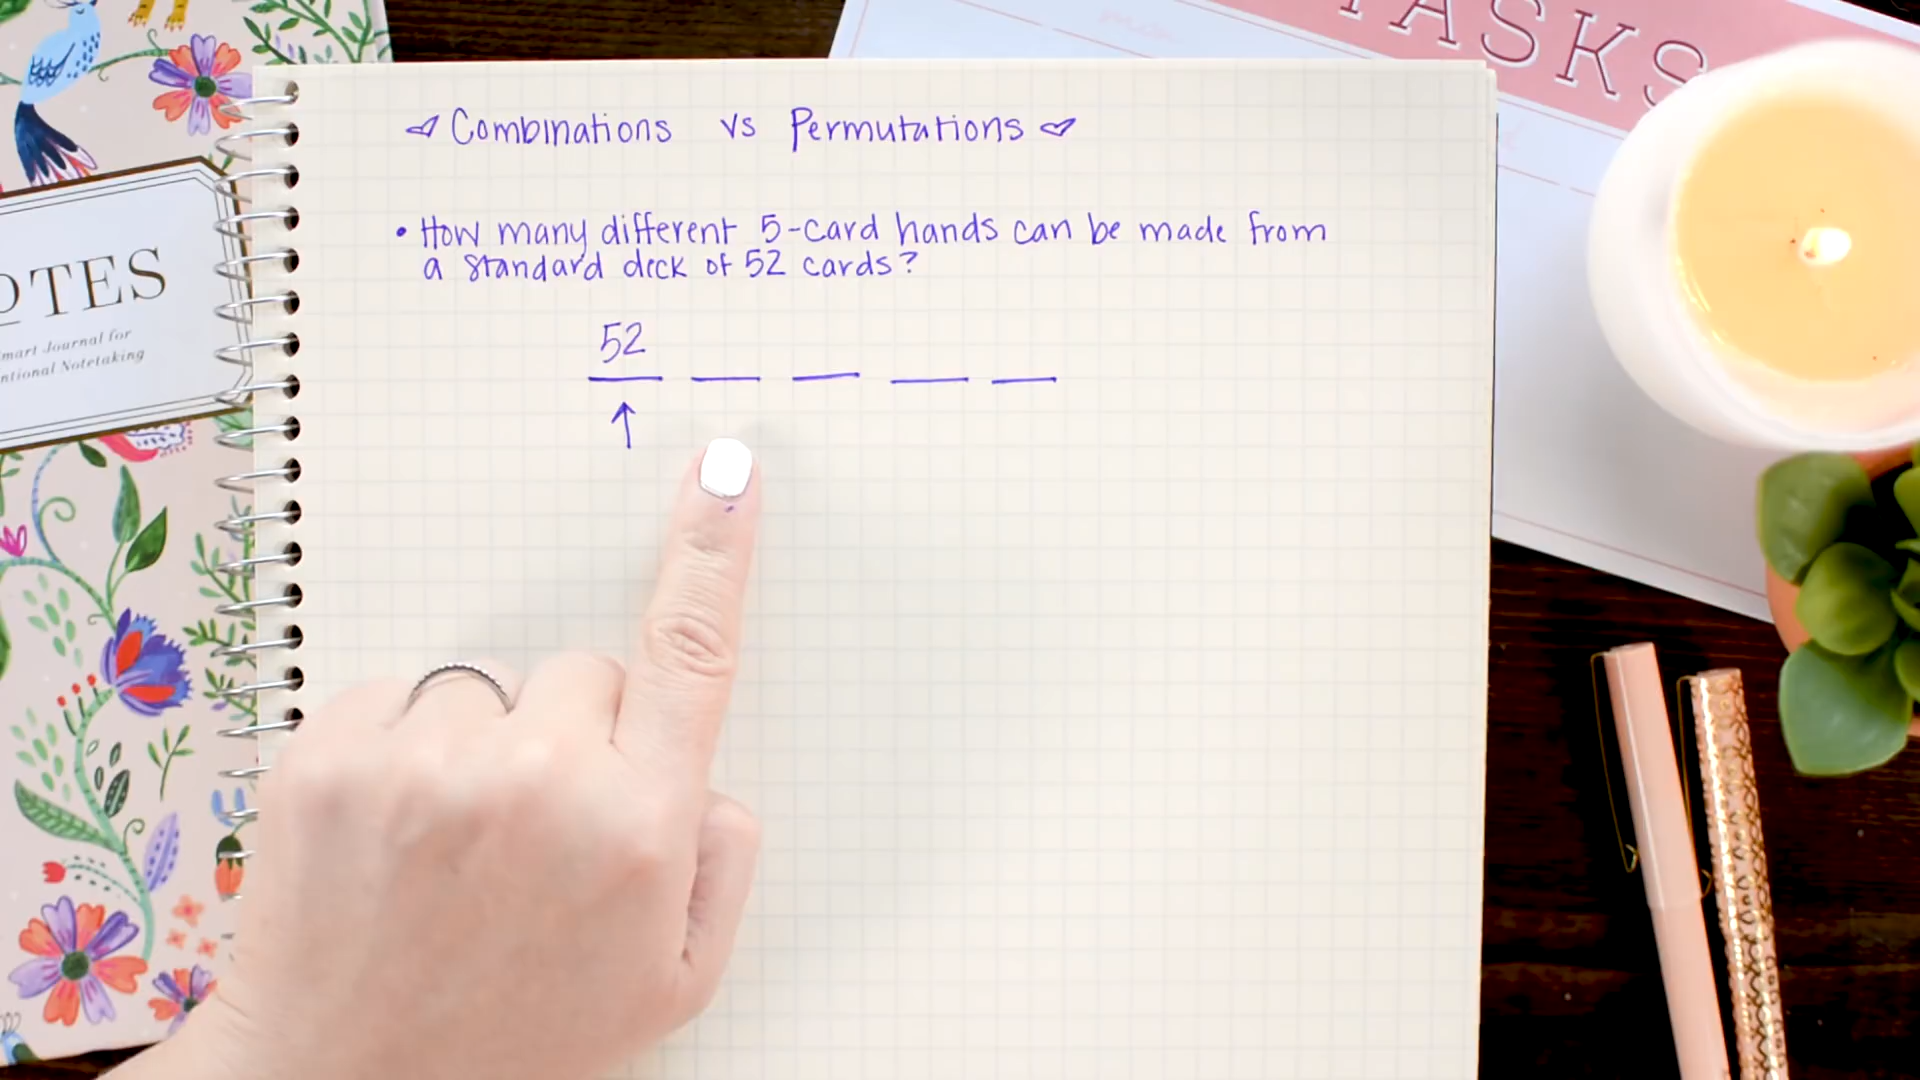 TASKS
Combinations vs Permutations
• How many different 5-card hands can be made from
a standard deck of 52 cards?
52
OTES
mart Journal for
ntional Notetaking